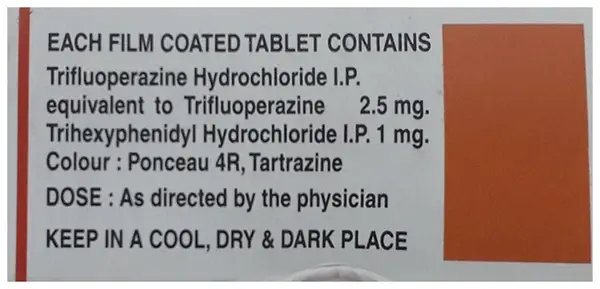 EACH FILM COATED TABLET CONTAINS
Trifluoperazine Hydrochloride I.P.
equivalent to Trifluoperazine 2.5 mg.
Trihexyphenidyl Hydrochloride I.P. 1 mg.
Colour : Ponceau 4R, Tartrazine
DOSE : As directed by the physician
KEEP IN A COOL, DRY & DARK PLACE